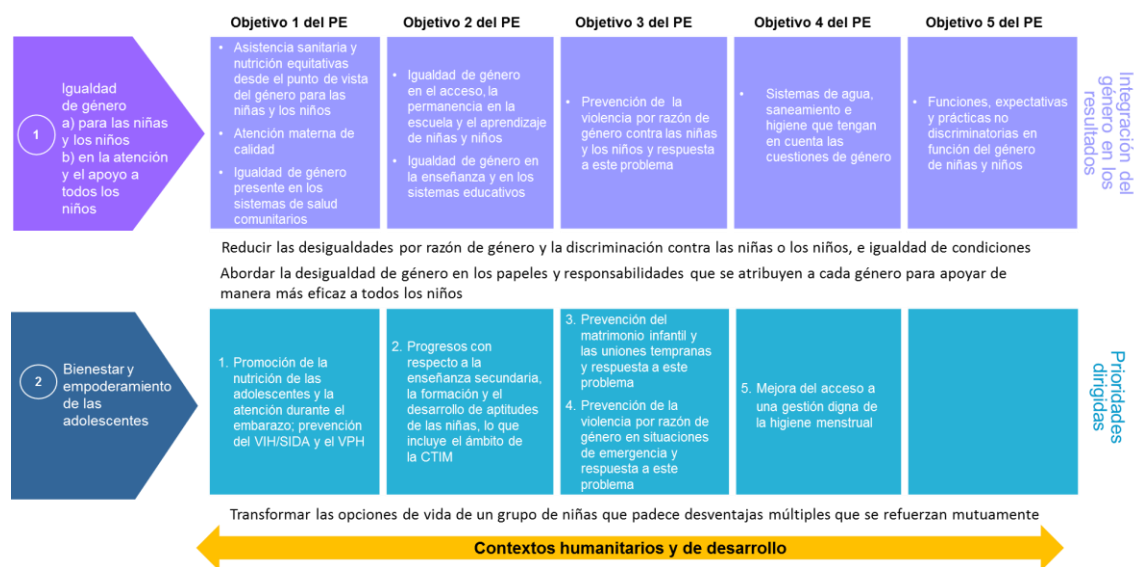 Objetivo 1 del PE
Objetivo 2 del PE
Objetivo 3 del PE
Objetivo 4 del PE
Objetivo 5 del PE
1
Igualdad
de género
a) para las niñas
y los niños
b) en la atención
y el apoyo a
todos los
niños
• Asistencia sanitaria y
nutrición equitativas
desde el punto de vista
del género para las
niñas y los niños
• Atención materna de
calidad
• Igualdad de género
presente en los
sistemas de salud
comunitarios
• Igualdad de género
en el acceso, la
permanencia en la
escuela y el aprendizaje
de niñas y niños
• Igualdad de género en
la enseñanza y en los
sistemas educativos
• Prevención de la
violencia por razón de
género contra las niñas
y los niños y respuesta
a este problema
• Sistemas de agua,
saneamiento e
higiene que tengan
en cuenta las
cuestiones de género
• Funciones, expectativas
y prácticas no
discriminatorias en
función del género
de niñas y niños
Integración del
género en los
resultados
Reducir las desigualdades por razón de género y la discriminación contra las niñas o los niños, e igualdad de condiciones
Abordar la desigualdad de género en los papeles y responsabilidades que se atribuyen a cada género para apoyar de
manera más eficaz a todos los niños
2
Bienestar y
empoderamiento
de las
adolescentes
1. Promoción de la
nutrición de las
adolescentes y la
atención durante el
embarazo; prevención
del VIH/SIDA y el VPH
2. Progresos con
respecto a la
enseñanza secundaria,
la formación y el
desarrollo de aptitudes
de las niñas, lo que
incluye el ámbito de
la CTIM
3. Prevención del
matrimonio infantil y
las uniones tempranas
y respuesta a este
problema
4. Prevención de la
violencia por razón de
género en situaciones
de emergencia y
respuesta a este
problema
5. Mejora del acceso a
una gestión digna de
la higiene menstrual
Prioridades
dirigidas
Transformar las opciones de vida de un grupo de niñas que padece desventajas múltiples que se refuerzan mutuamente
Contextos humanitarios y de desarrollo